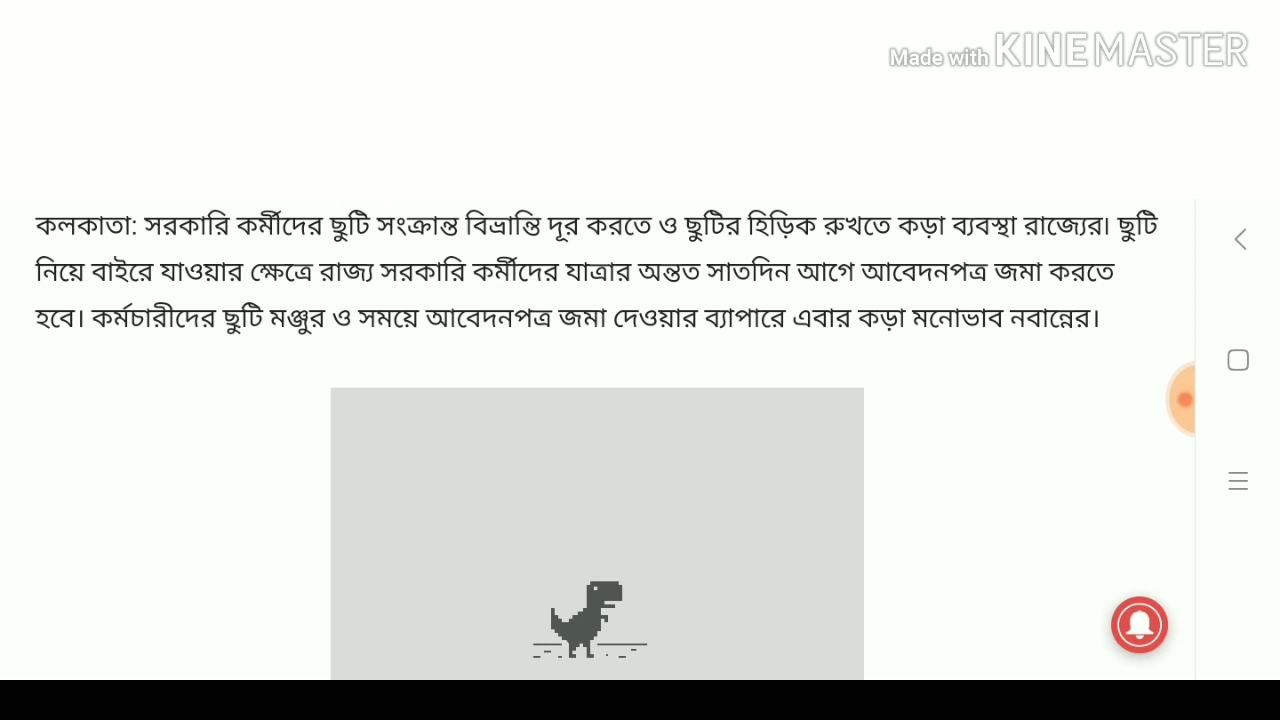 Made with KINEMASTER
কলকাতা: সরকারি কর্মীদের ছুটি সংক্রান্ত বিভ্রান্তি দূর করতে ও ছুটির হিড়িক রুখতে কড়া ব্যবস্থা রাজ্যের। ছুটি
নিয়ে বাইরে যাওয়ার ক্ষেত্রে রাজ্য সরকারি কর্মীদের যাত্রার অন্তত সাতদিন আগে আবেদনপত্র জমা করতে
হবে। কর্মচারীদের ছুটি মঞ্জুর ও সময়ে আবেদনপত্র জমা দেওয়ার ব্যাপারে এবার কড়া মনোভাব নবান্নের।